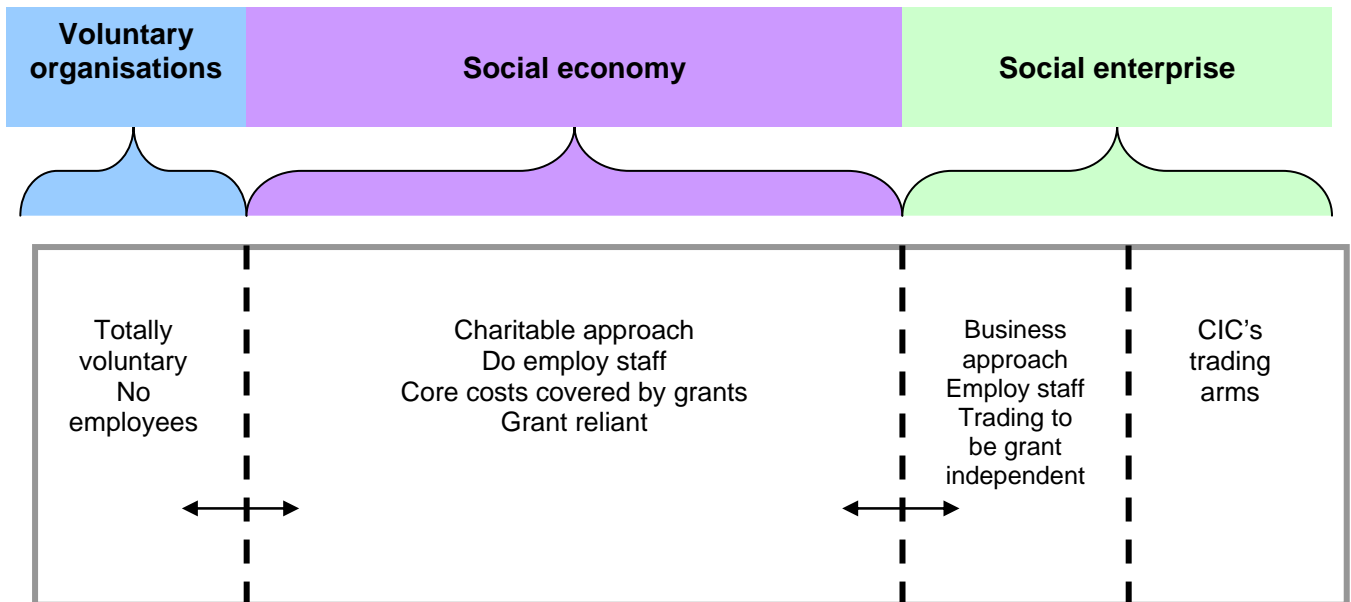 Voluntary
organisations
Social economy
Social enterprise
Totally
voluntary
No
employees
Charitable approach
Do employ staff
Core costs covered by grants
Grant reliant
Business
approach
Employ staff
Trading to
be grant
independent
CIC's
trading
arms